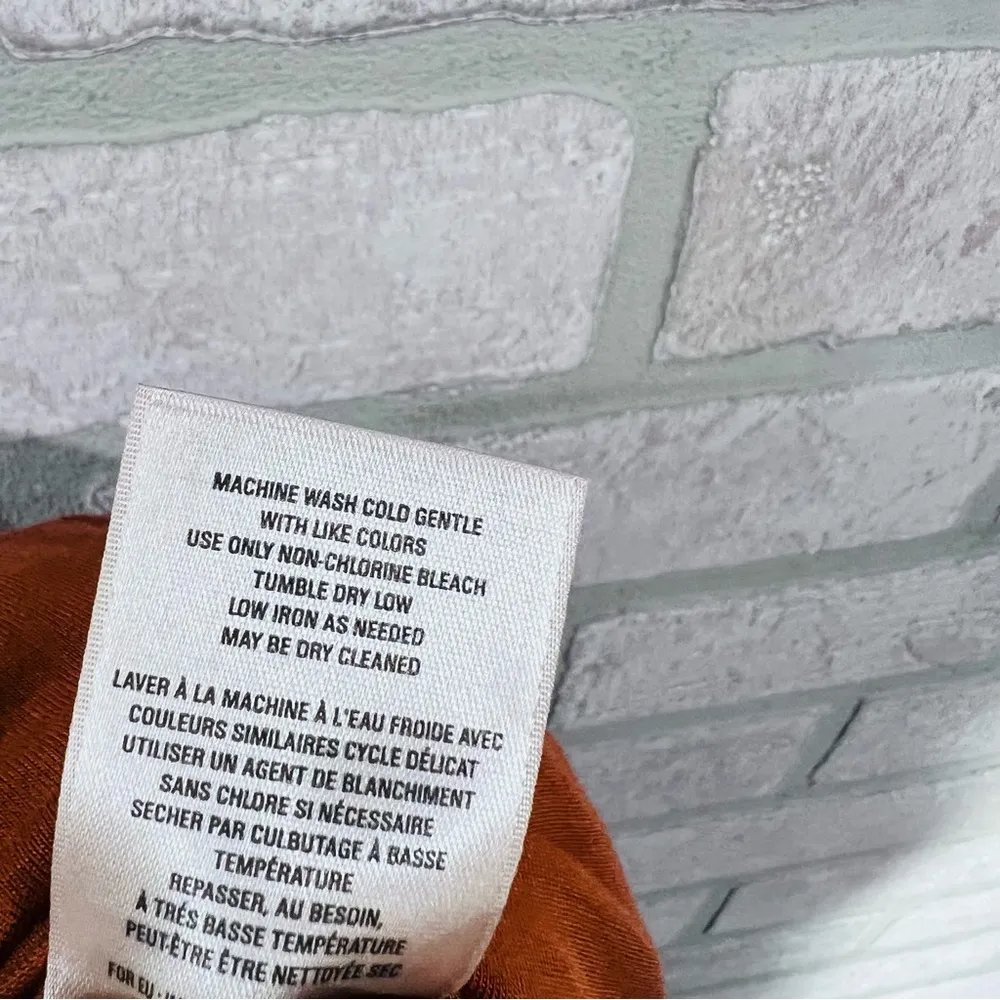 MACHINE WASH COLD GENTLE
WITH LIKE COLORS
USE ONLY NON-CHLORINE BLEACH
TUMBLE DRY LOW
LOW IRON AS NEEDED
MAY BE DRY CLEANED
LAVER À LA MACHINE À L'EAU FROIDE AVEC
COULEURS SIMILAIRES CYCLE DÉLICAT
UTILISER UN AGENT DE BLANCHIMENT
SANS CHLORE SI NÉCESSAIRE
SECHER PAR CULBUTAGE À BASSE
TEMPÉRATURE
REPASSER, AU BESOIN,
À TRÉS BASSE TEMPÉRATURE
PEUT-ÊTRE ÊTRE NETTOYÉE SEC
FOR EU